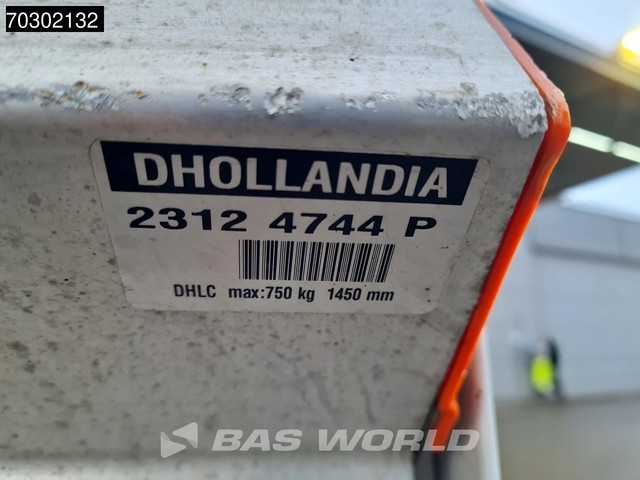 70302132
DHOLLANDIA
2312 4744 P
DHLC max:750 kg 1450 mm
BAS WORLD